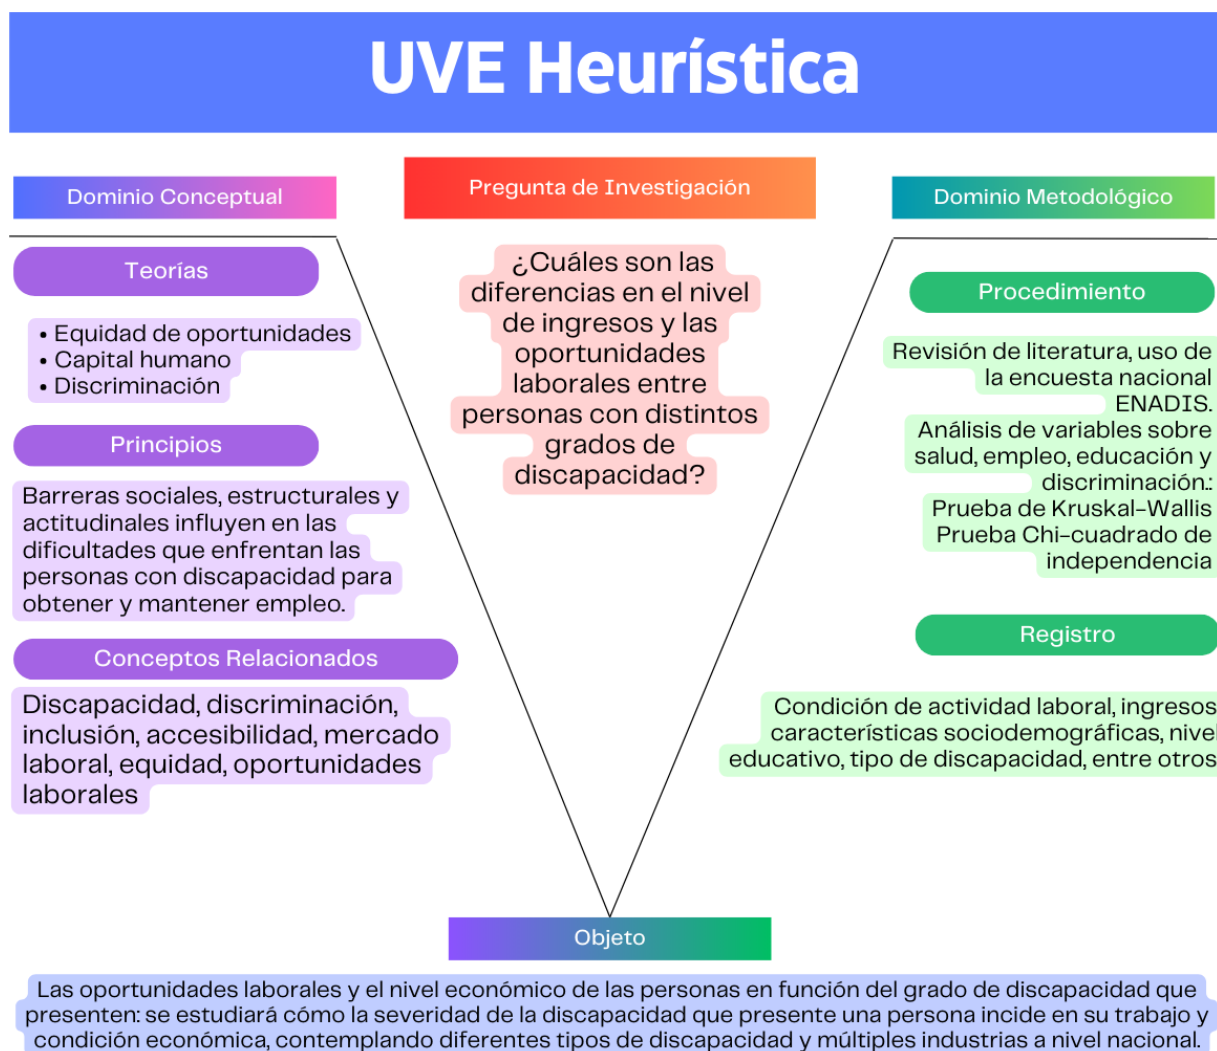 UVE Heurística
Dominio Conceptual
Teorías
• Equidad de oportunidades
• Capital humano
• Discriminación
Principios
Barreras sociales, estructurales y
actitudinales influyen en las
dificultades que enfrentan las
personas con discapacidad para
obtener y mantener empleo.
Conceptos Relacionados
Discapacidad, discriminación,
inclusión, accesibilidad, mercado
laboral, equidad, oportunidades
laborales
Pregunta de Investigación
¿Cuáles son las
diferencias en el nivel
de ingresos y las
oportunidades
laborales entre
personas con distintos
grados de
discapacidad?
Dominio Metodológico
Procedimiento
Revisión de literatura, uso de
la encuesta nacional
ENADIS.
Análisis de variables sobre
salud, empleo, educación y
discriminación.:
Prueba de Kruskal-Wallis
Prueba Chi-cuadrado de
independencia
Registro
Condición de actividad laboral, ingresos
características sociodemográficas, nivel
educativo, tipo de discapacidad, entre otros
Objeto
Las oportunidades laborales y el nivel económico de las personas en función del grado de discapacidad que
presenten: se estudiará cómo la severidad de la discapacidad que presente una persona incide en su trabajo y
condición económica, contemplando diferentes tipos de discapacidad y múltiples industrias a nivel nacional.